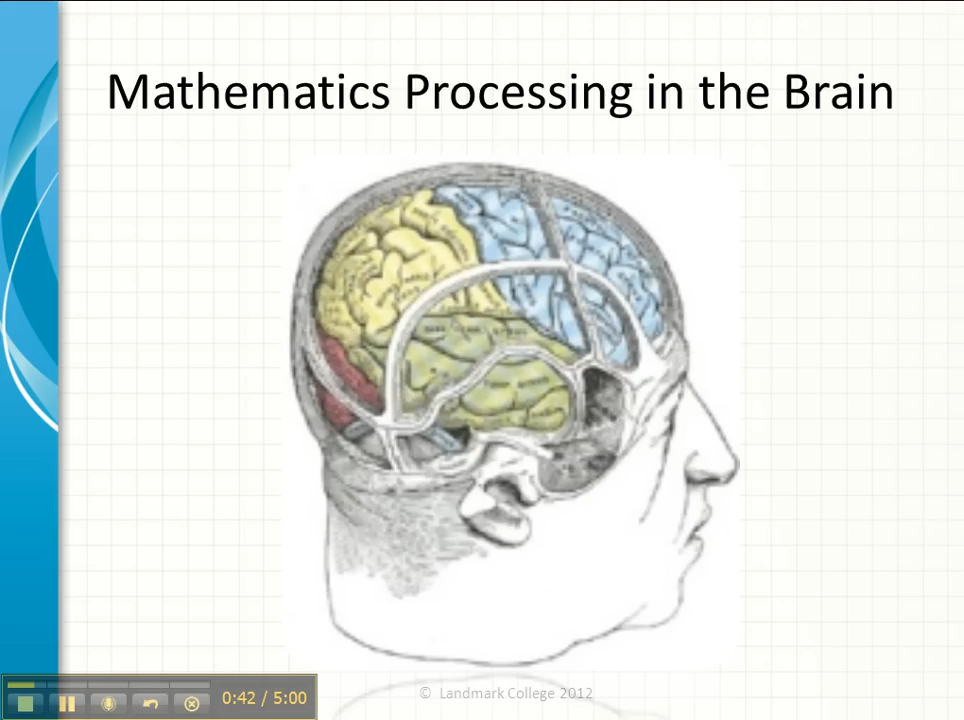 Mathematics Processing in the Brain
0:42 / 5:00
© Landmark College 2012